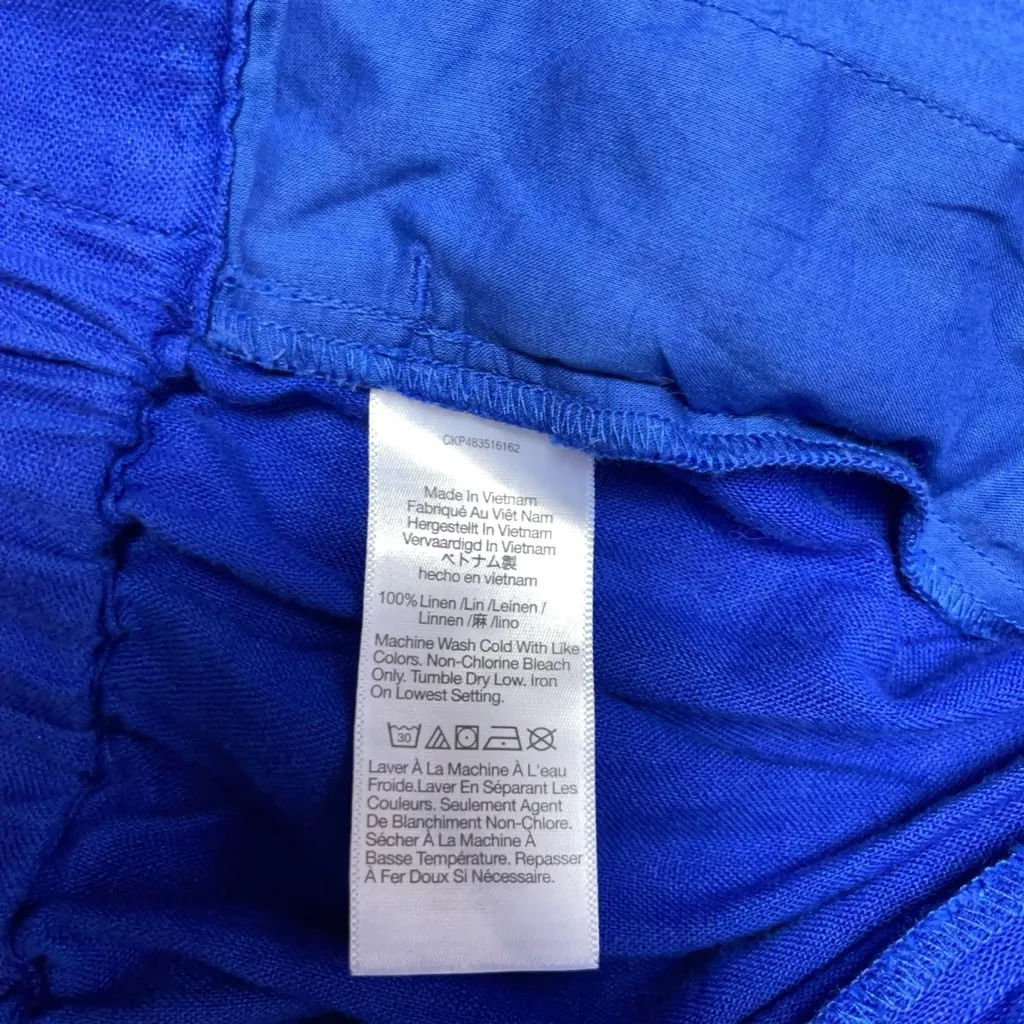 CKP483516162
Made In Vietnam
Fabriqué Au Viêt Nam
Hergestellt In Vietnam
Vervaardigd In Vietnam
ベトナム製
hecho en vietnam
100% Linen /Lin /Leinen /
Linnen /麻 /lino
Machine Wash Cold With Like
Colors. Non-Chlorine Bleach
Only. Tumble Dry Low. Iron
On Lowest Setting.
30
Laver À La Machine À L'eau
Froide.Laver En Séparant Les
Couleurs. Seulement Agent
De Blanchiment Non-Chlore.
Sécher À La Machine À
Basse Température. Repasser
À Fer Doux Si Nécessaire.